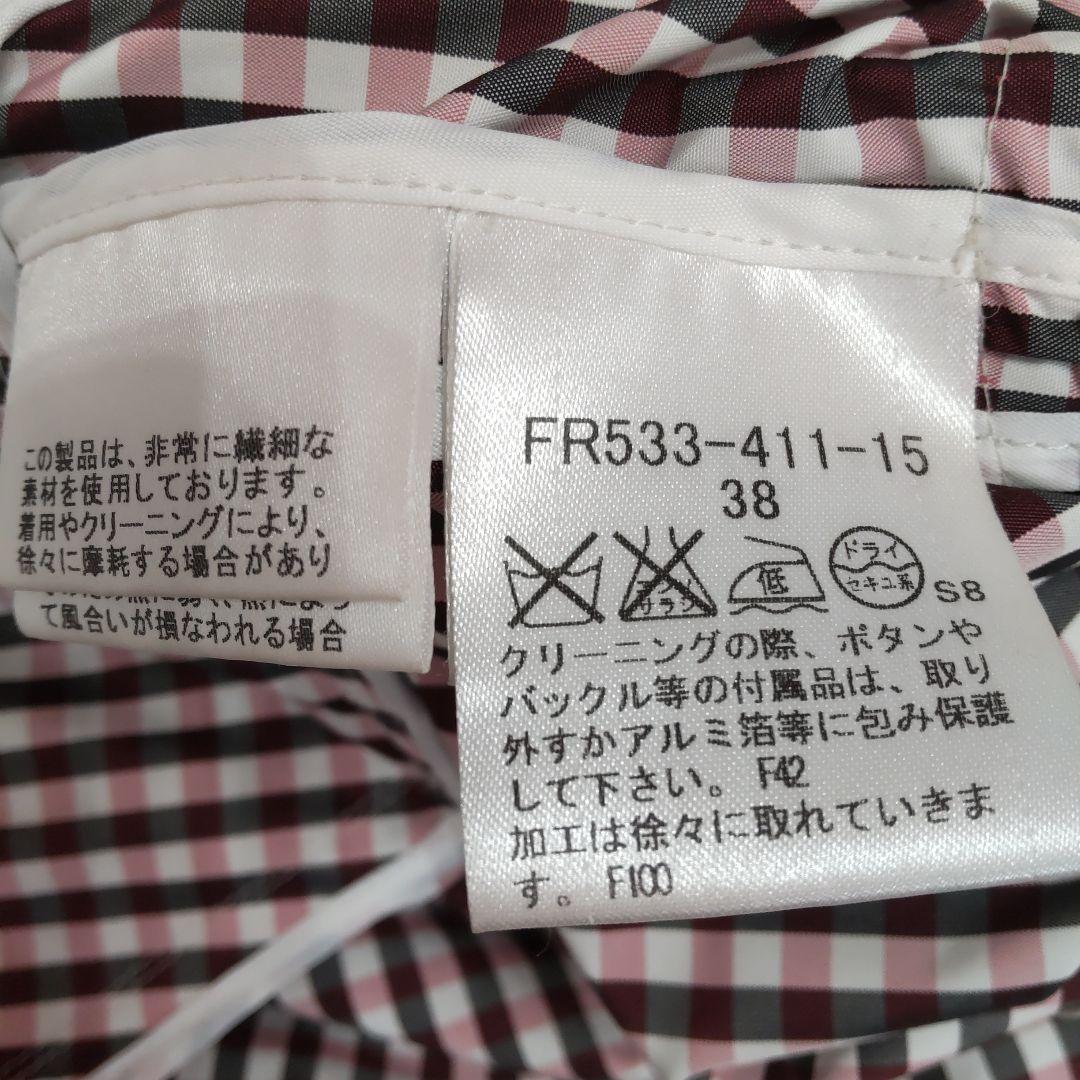 この製品は、非常に繊細な
素材を使用しております。
着用やクリーニングにより、
徐々に摩耗する場合があり
て風合いが損なわれる場合
FR533-411-15
38
エンソ
サラシ
低
ドライ
セキユ系
S8
クリーニングの際、ボタンや
バックル等の付属品は、取り
外すかアルミ箔等に包み保護
して下さい。 F42
加工は徐々に取れていきま
す。 F100